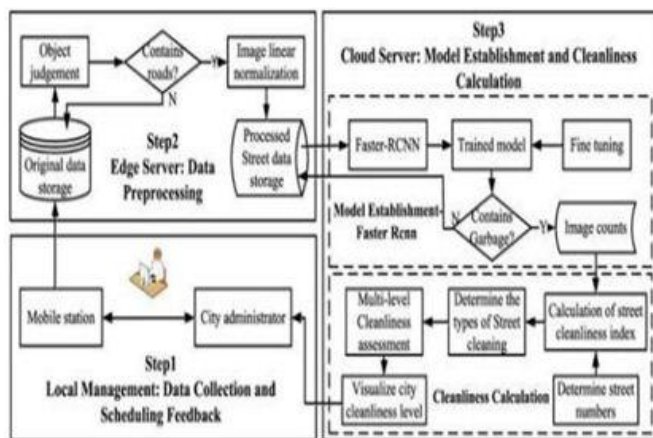 Object
judgement
Contains
roads?
Y
Image linear
normalization
N
Original data
storage
Step2
Edge Server: Data
Preprocessing
Processed
Street data
storage
Mobile station
City administrator
Step1
Local Management: Data Collection and
Scheduling Feedback
Step3
Cloud Server: Model Establishment and Cleanliness
Calculation
Faster-RCNN
Trained model
Fine tuning
Model Establishment-
Faster Rcnn
N
Contains
Garbage?
Y
Image counts
Multi-level
Cleanliness
assessment
Determine the
types of Street
cleaning
Calculation of street
cleanliness index
Visualize city
cleanliness level
Cleanliness Calculation
Determine street
numbers